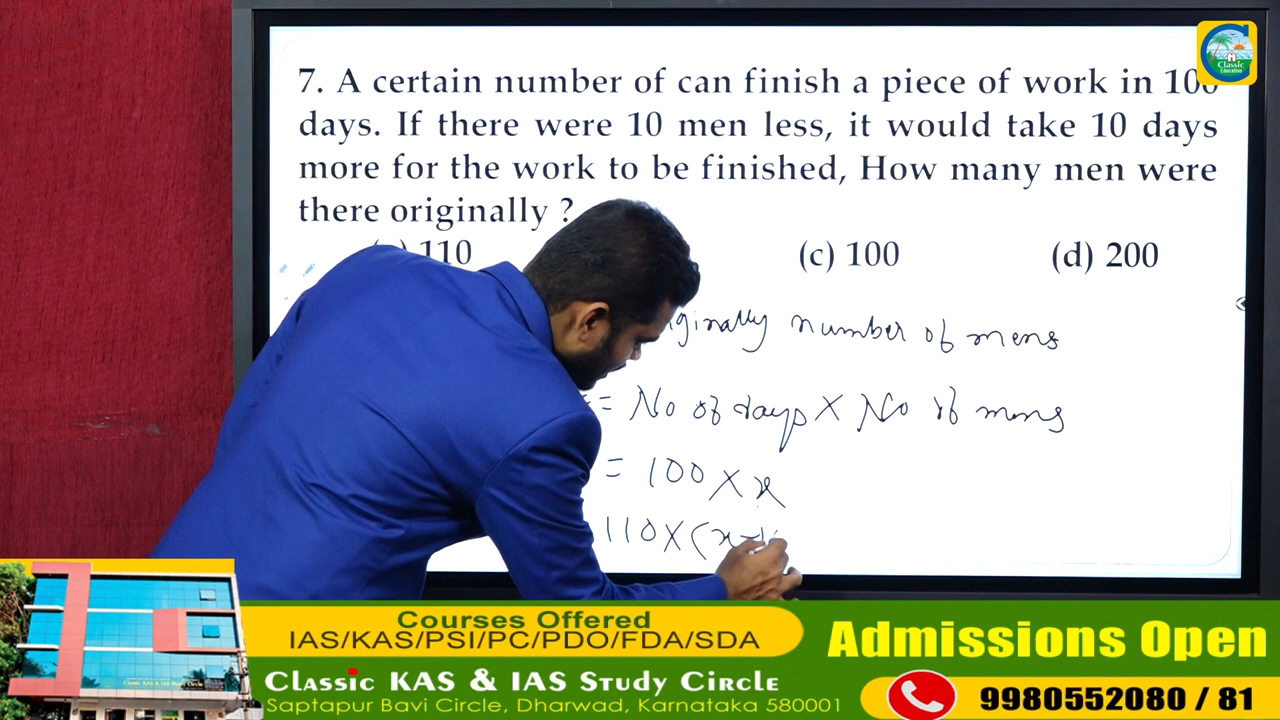 Classic
Education
7. A certain number of can finish a piece of work in 100
days. If there were 10 men less, it would take 10 days
more for the work to be finished, How many men were
there originally ?
110 (c) 100 (d) 200
number of mens
= No of days X No of mens
= 100 X x
110 X (x-
Courses Offered
IAS/KAS/PSI/PC/PDO/FDA/SDA
Classic KAS & IAS Study Circle
Saptapur Bavi Circle, Dharwad, Karnataka 580001
Admissions Open
9980552080 / 81